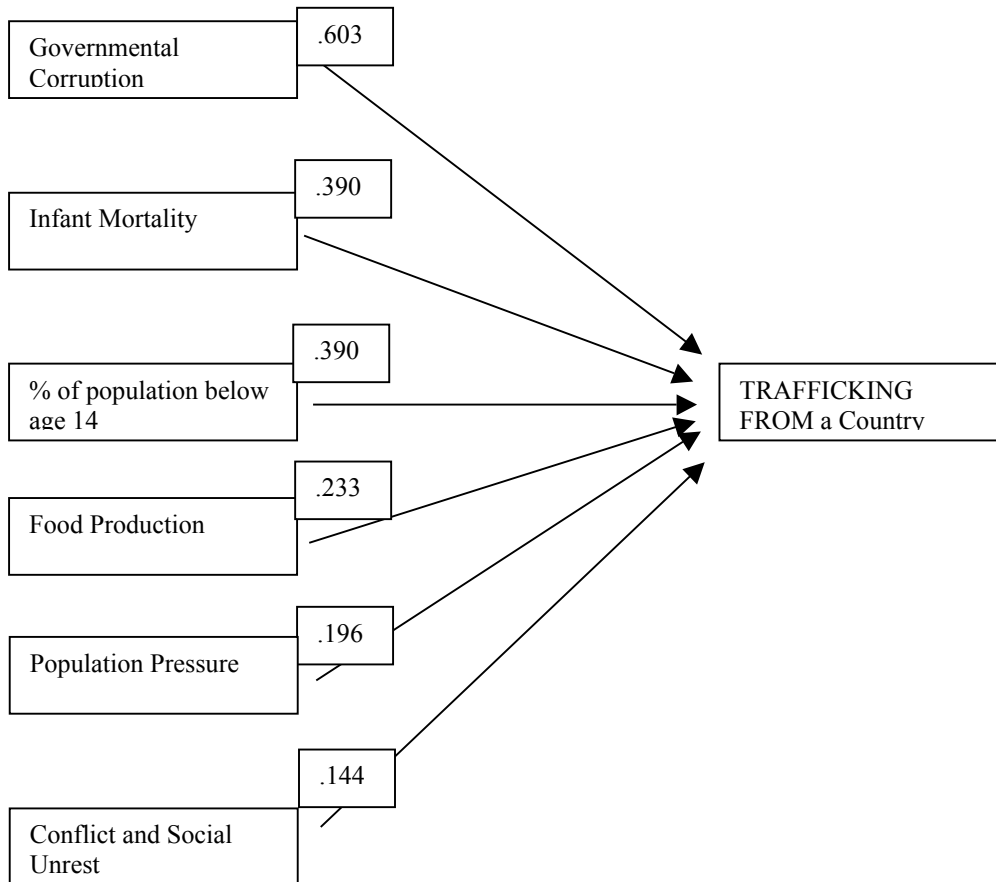 .603
Governmental
Corruption
.390
Infant Mortality
.390
% of population below
age 14
TRAFFICKING
FROM a Country
.233
Food Production
.196
Population Pressure
.144
Conflict and Social
Unrest